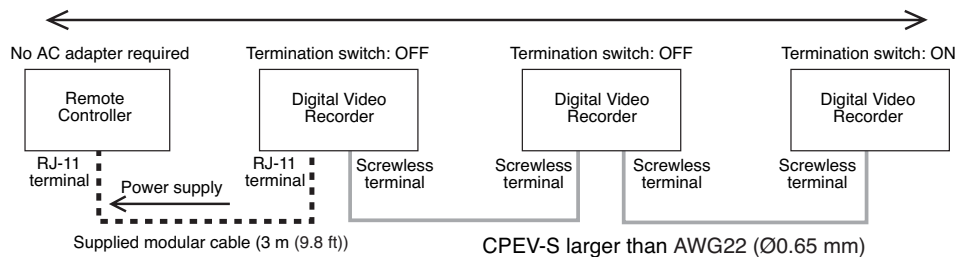 No AC adapter required
Termination switch: OFF
Termination switch: OFF
Termination switch: ON
Remote
Controller
Digital Video
Recorder
Digital Video
Recorder
Digital Video
Recorder
RJ-11
terminal
RJ-11
terminal
Screwless
terminal
Screwless
terminal
Screwless
terminal
Screwless
terminal
Power supply
Supplied modular cable (3 m (9.8 ft))
CPEV-S larger than AWG22 (Ø0.65 mm)